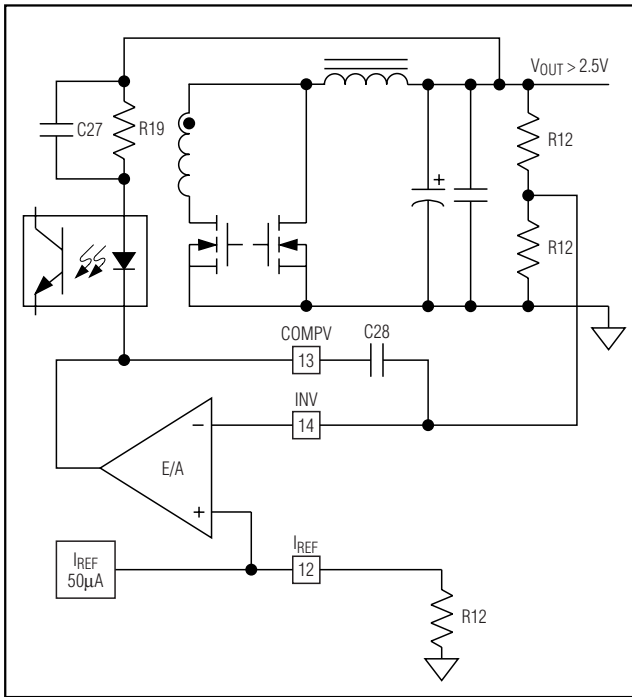 VOUT > 2.5V
C27
R19
R12
+
R12
COMPV
C28
13
INV
14
−
E/A
+
IREF
50µA
IREF
12
R12